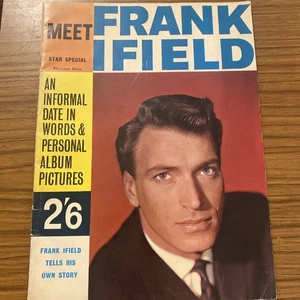 MEET
FRANK
IFIELD
STAR SPECIAL
AN
INFORMAL
DATE IN
WORDS &
PERSONAL
ALBUM
PICTURES
2'6
FRANK IFIELD
TELLS HIS
OWN STORY